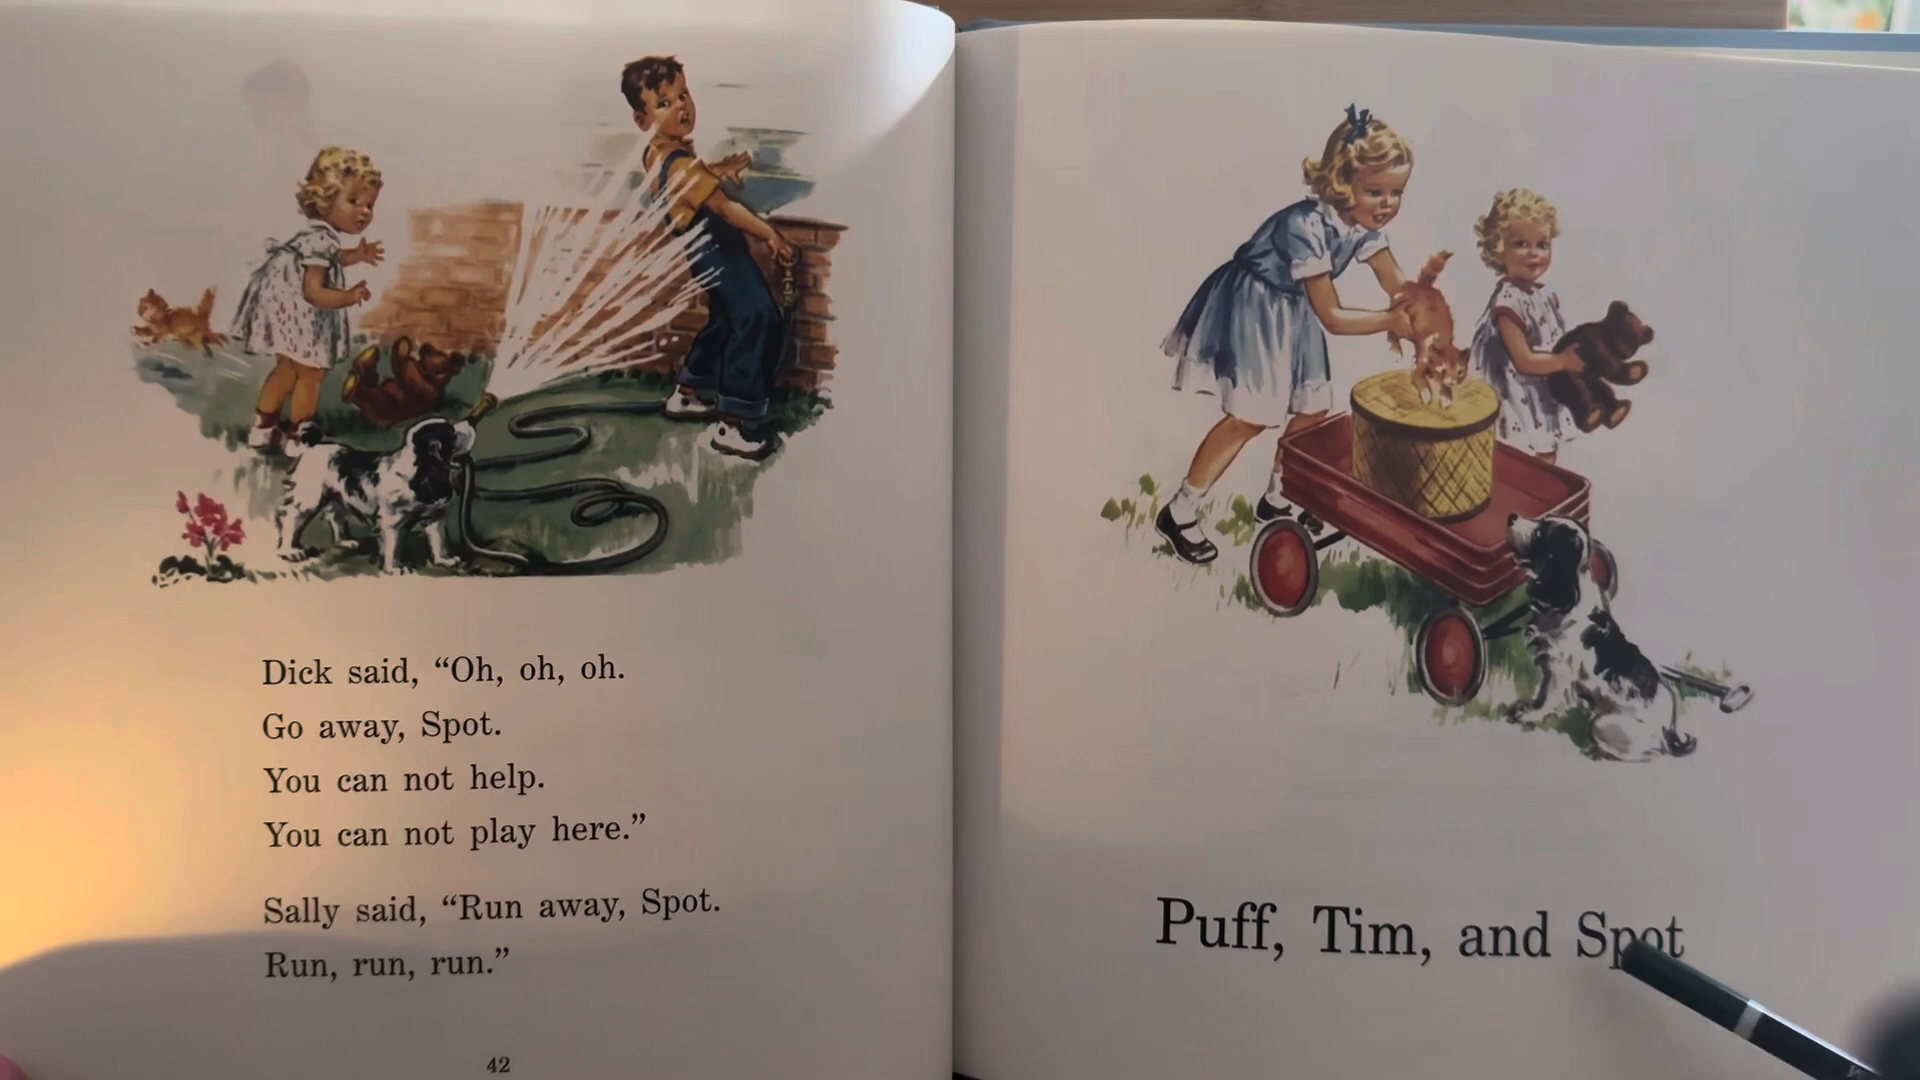 Dick said, “Oh, oh, oh.
Go away, Spot.
You can not help.
You can not play here.”
Sally said, “Run away, Spot.
Run, run, run.”
42
Puff, Tim, and Spot